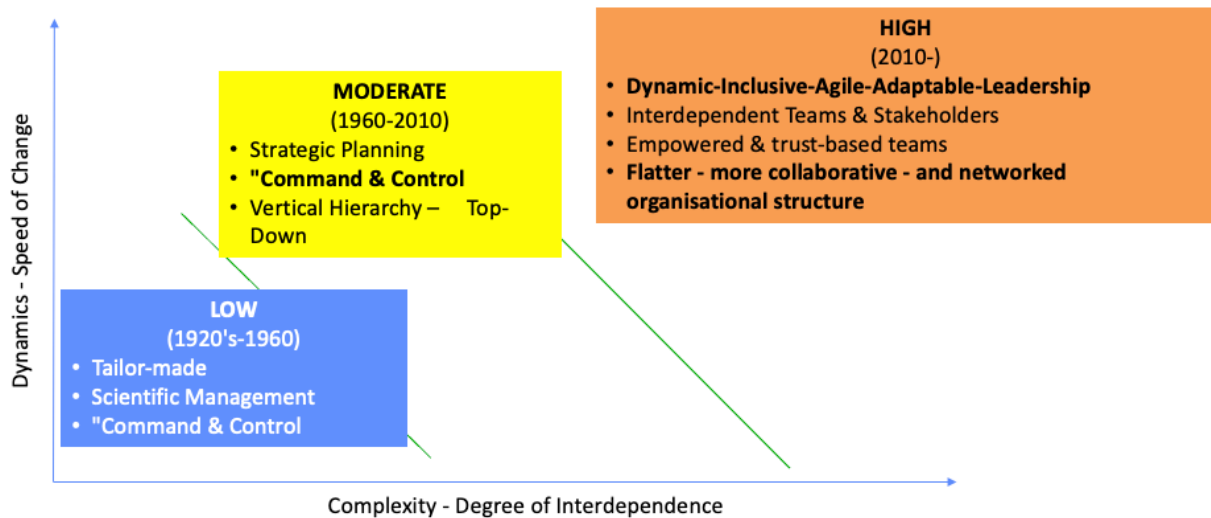 Dynamics - Speed of Change
HIGH
(2010-)
• Dynamic-Inclusive-Agile-Adaptable-Leadership
• Interdependent Teams & Stakeholders
• Empowered & trust-based teams
• Flatter - more collaborative - and networked
organisational structure
MODERATE
(1960-2010)
• Strategic Planning
• "Command & Control
• Vertical Hierarchy – Top-
Down
LOW
(1920's-1960)
• Tailor-made
• Scientific Management
• "Command & Control
Complexity - Degree of Interdependence